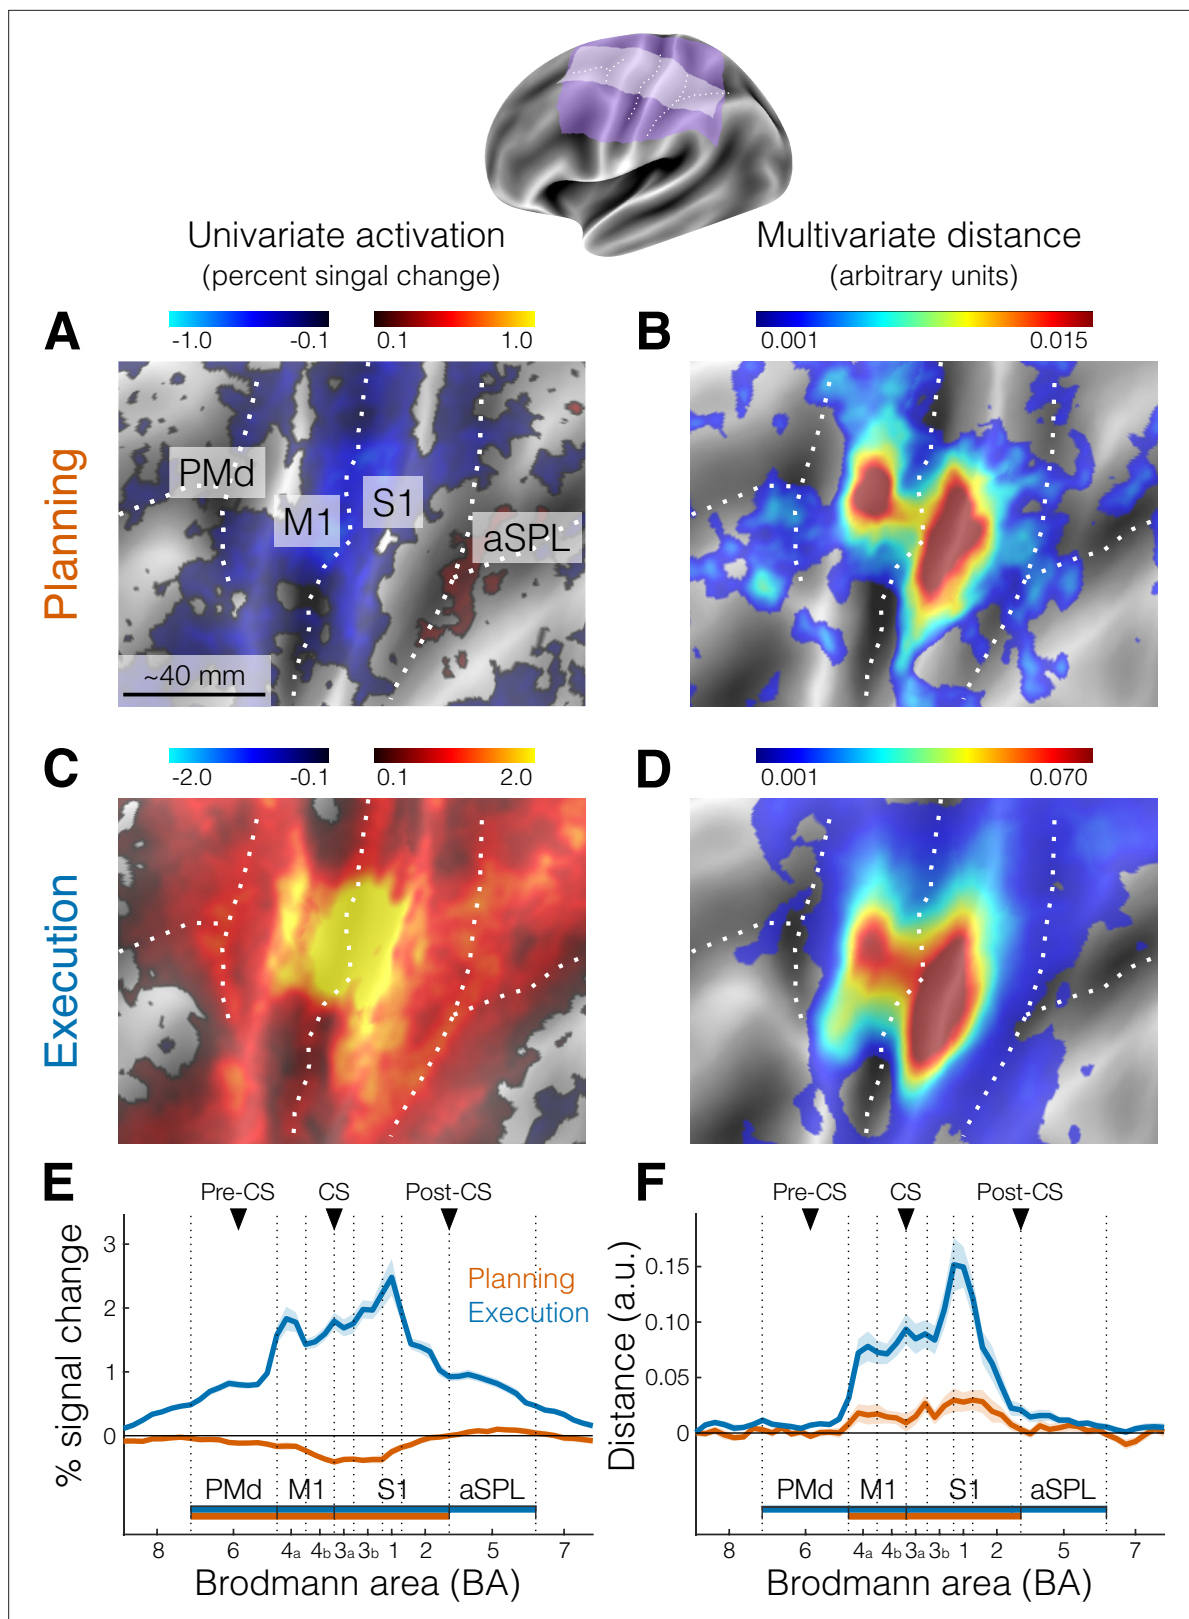 Univariate activation
(percent singal change)
Multivariate distance
(arbitrary units)
A
-1.0 -0.1 0.1 1.0
B
0.001 0.015
Planning
PMd
M1
S1
aSPL
~40 mm
C
-2.0 -0.1 0.1 2.0
D
0.001 0.070
Execution
E
Pre-CS CS Post-CS
% signal change
3
2
1
0
Planning
Execution
PMd M1 S1 aSPL
8 6 4a 4b 3a 3b 1 2 5 7
Brodmann area (BA)
F
Pre-CS CS Post-CS
Distance (a.u.)
0.15
0.10
0.05
0
PMd M1 S1 aSPL
8 6 4a 4b 3a 3b 1 2 5 7
Brodmann area (BA)